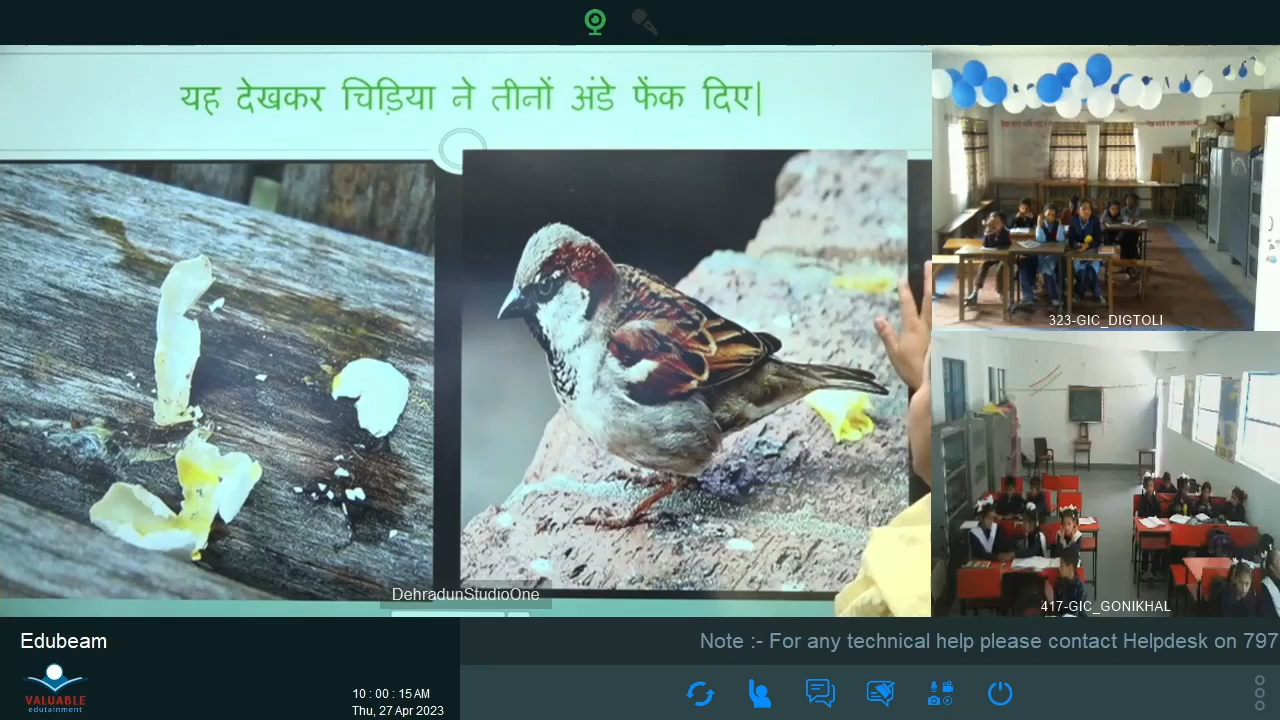 यह देखकर चिड़िया ने तीनों अंडे फेंक दिए|
323-GIC_DIGTOLI
DehradunStudioOne
417-GIC_GONIKHAL
Edubeam
Note :- For any technical help please contact Helpdesk on 797
VALUABLE
edutainment
10 : 00 : 15 AM
Thu, 27 Apr 2023